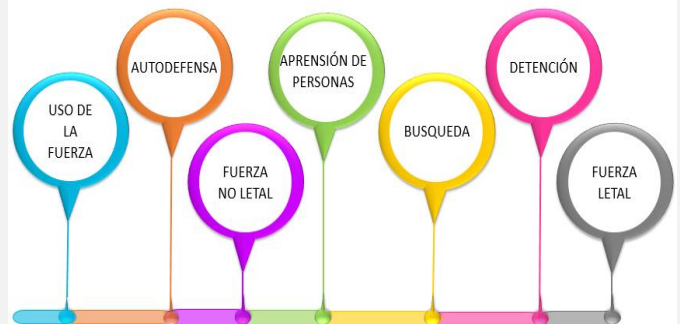 USO DE
LA
FUERZA
AUTODEFENSA
FUERZA
NO LETAL
APRENSIÓN DE
PERSONAS
BUSQUEDA
DETENCIÓN
FUERZA
LETAL